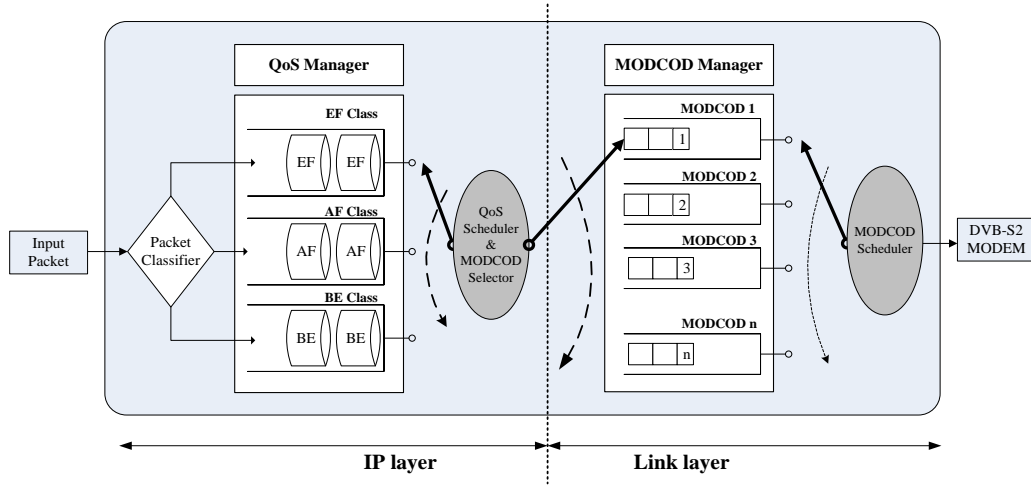 QoS Manager
MODCOD Manager
EF Class
EF
EF
AF Class
AF
AF
BE Class
BE
BE
Input
Packet
Packet
Classifier
QoS
Scheduler
&
MODCOD
Selector
MODCOD 1
1
MODCOD 2
2
MODCOD 3
3
MODCOD n
n
MODCOD
Scheduler
DVB-S2
MODEM
IP layer
Link layer